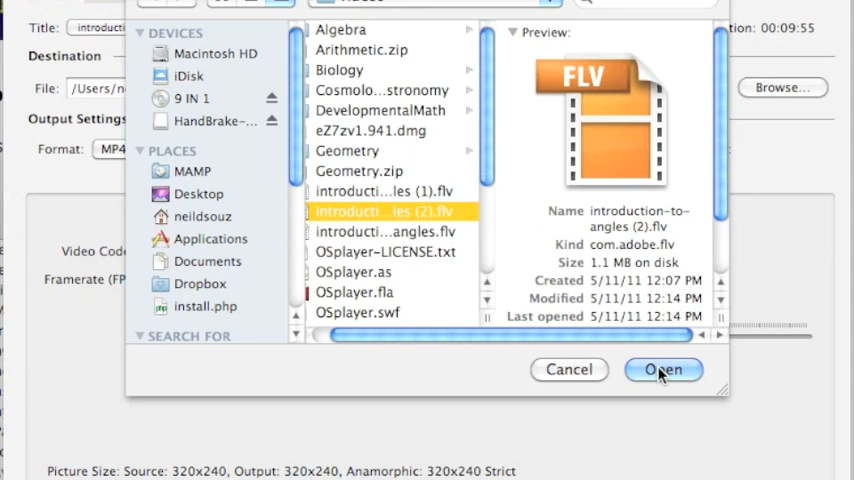 Title: introducti
tion: 00:09:55
Destination
File: /Users/n
Browse...
Output Settings
Format: MP4
Video Code
Framerate (FP
DEVICES
Macintosh HD
iDisk
9 IN 1
HandBrake-...
PLACES
MAMP
Desktop
neildsouz
Applications
Documents
Dropbox
install.php
SEARCH FOR
Algebra
Arithmetic.zip
Biology
Cosmolo...stronomy
DevelopmentalMath
eZ7zv1.941.dmg
Geometry
Geometry.zip
introducti...les (1).flv
introducti...les (2).flv
introducti...angles.flv
OSplayer-LICENSE.txt
OSplayer.as
OSplayer.fla
OSplayer.swf
Preview:
FLV
Name introduction-to-
angles (2).flv
Kind com.adobe.flv
Size 1.1 MB on disk
Created 5/11/11 12:07 PM
Modified 5/11/11 12:14 PM
Last opened 5/11/11 12:14 PM
Cancel
Open
Picture Size: Source: 320x240, Output: 320x240, Anamorphic: 320x240 Strict